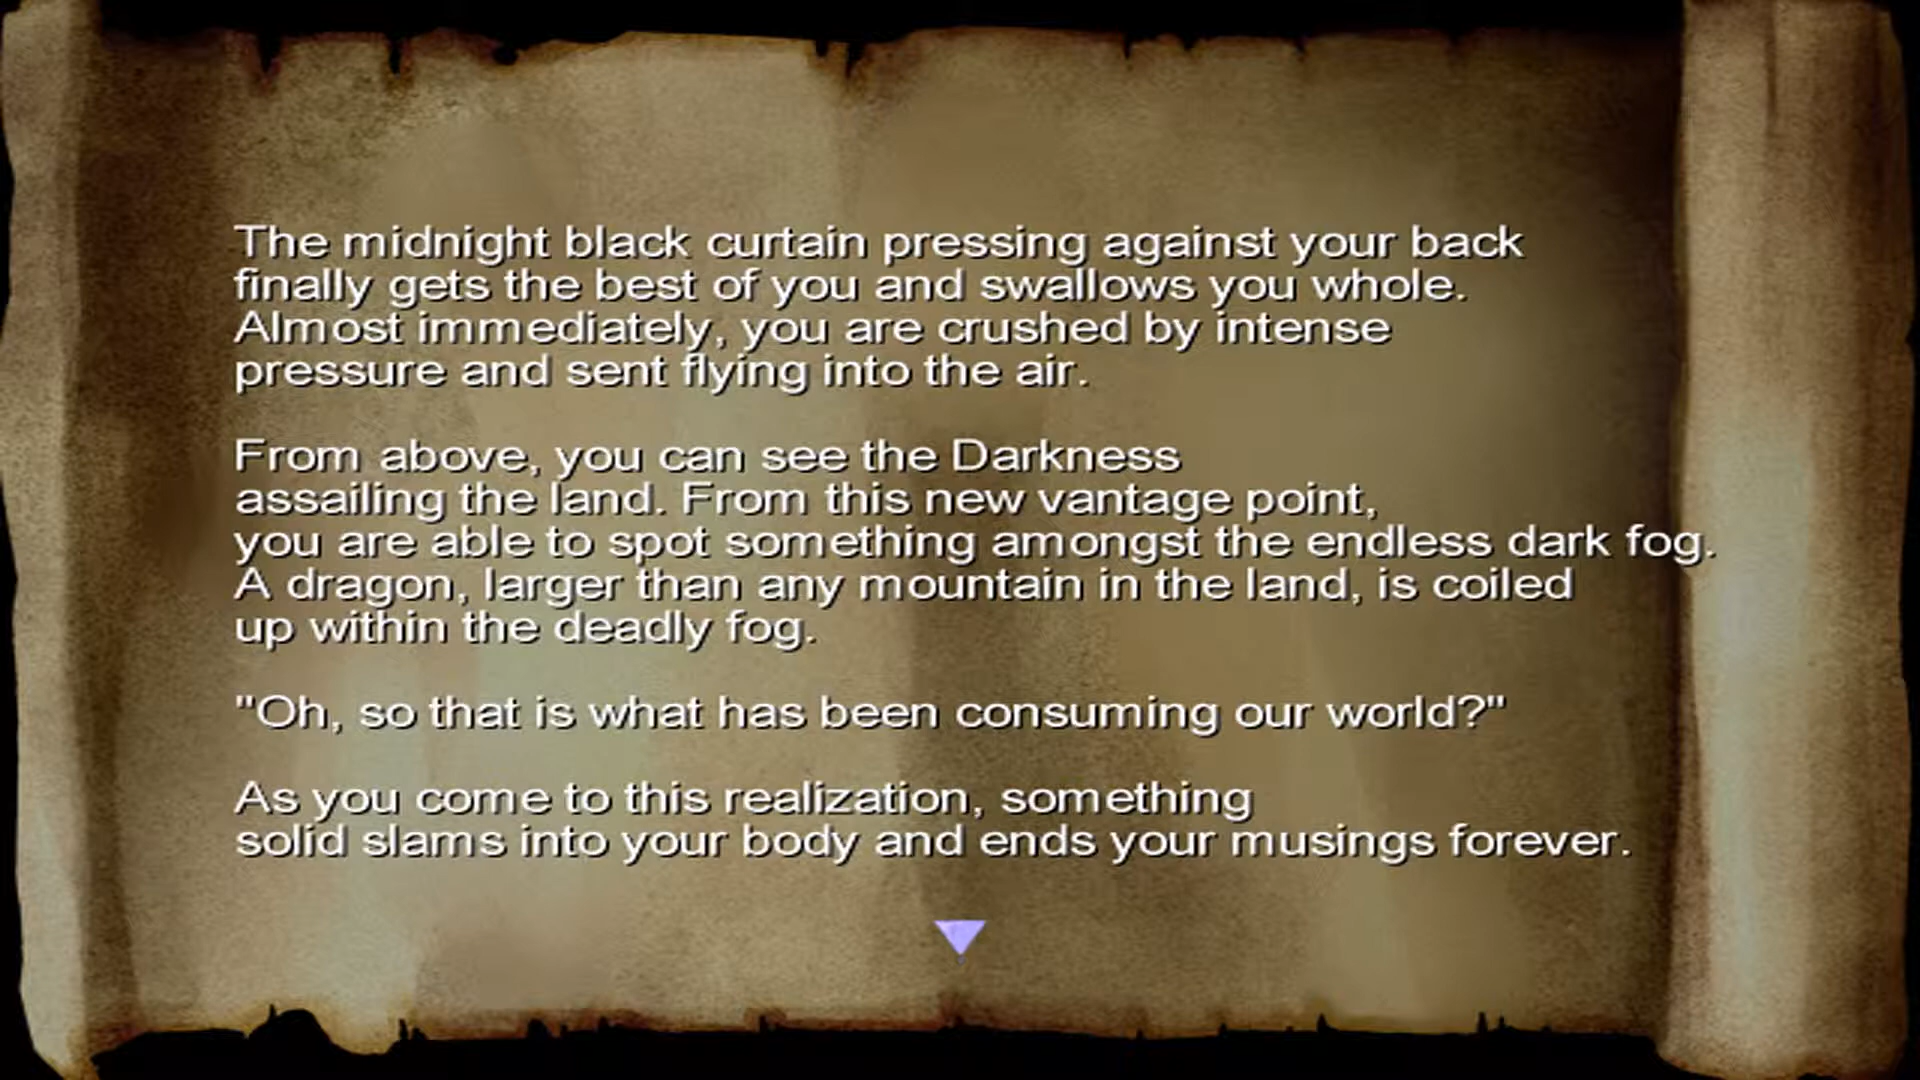 The midnight black curtain pressing against your back
finally gets the best of you and swallows you whole.
Almost immediately, you are crushed by intense
pressure and sent flying into the air.
From above, you can see the Darkness
assailing the land. From this new vantage point,
you are able to spot something amongst the endless dark fog.
A dragon, larger than any mountain in the land, is coiled
up within the deadly fog.
"Oh, so that is what has been consuming our world?"
As you come to this realization, something
solid slams into your body and ends your musings forever.